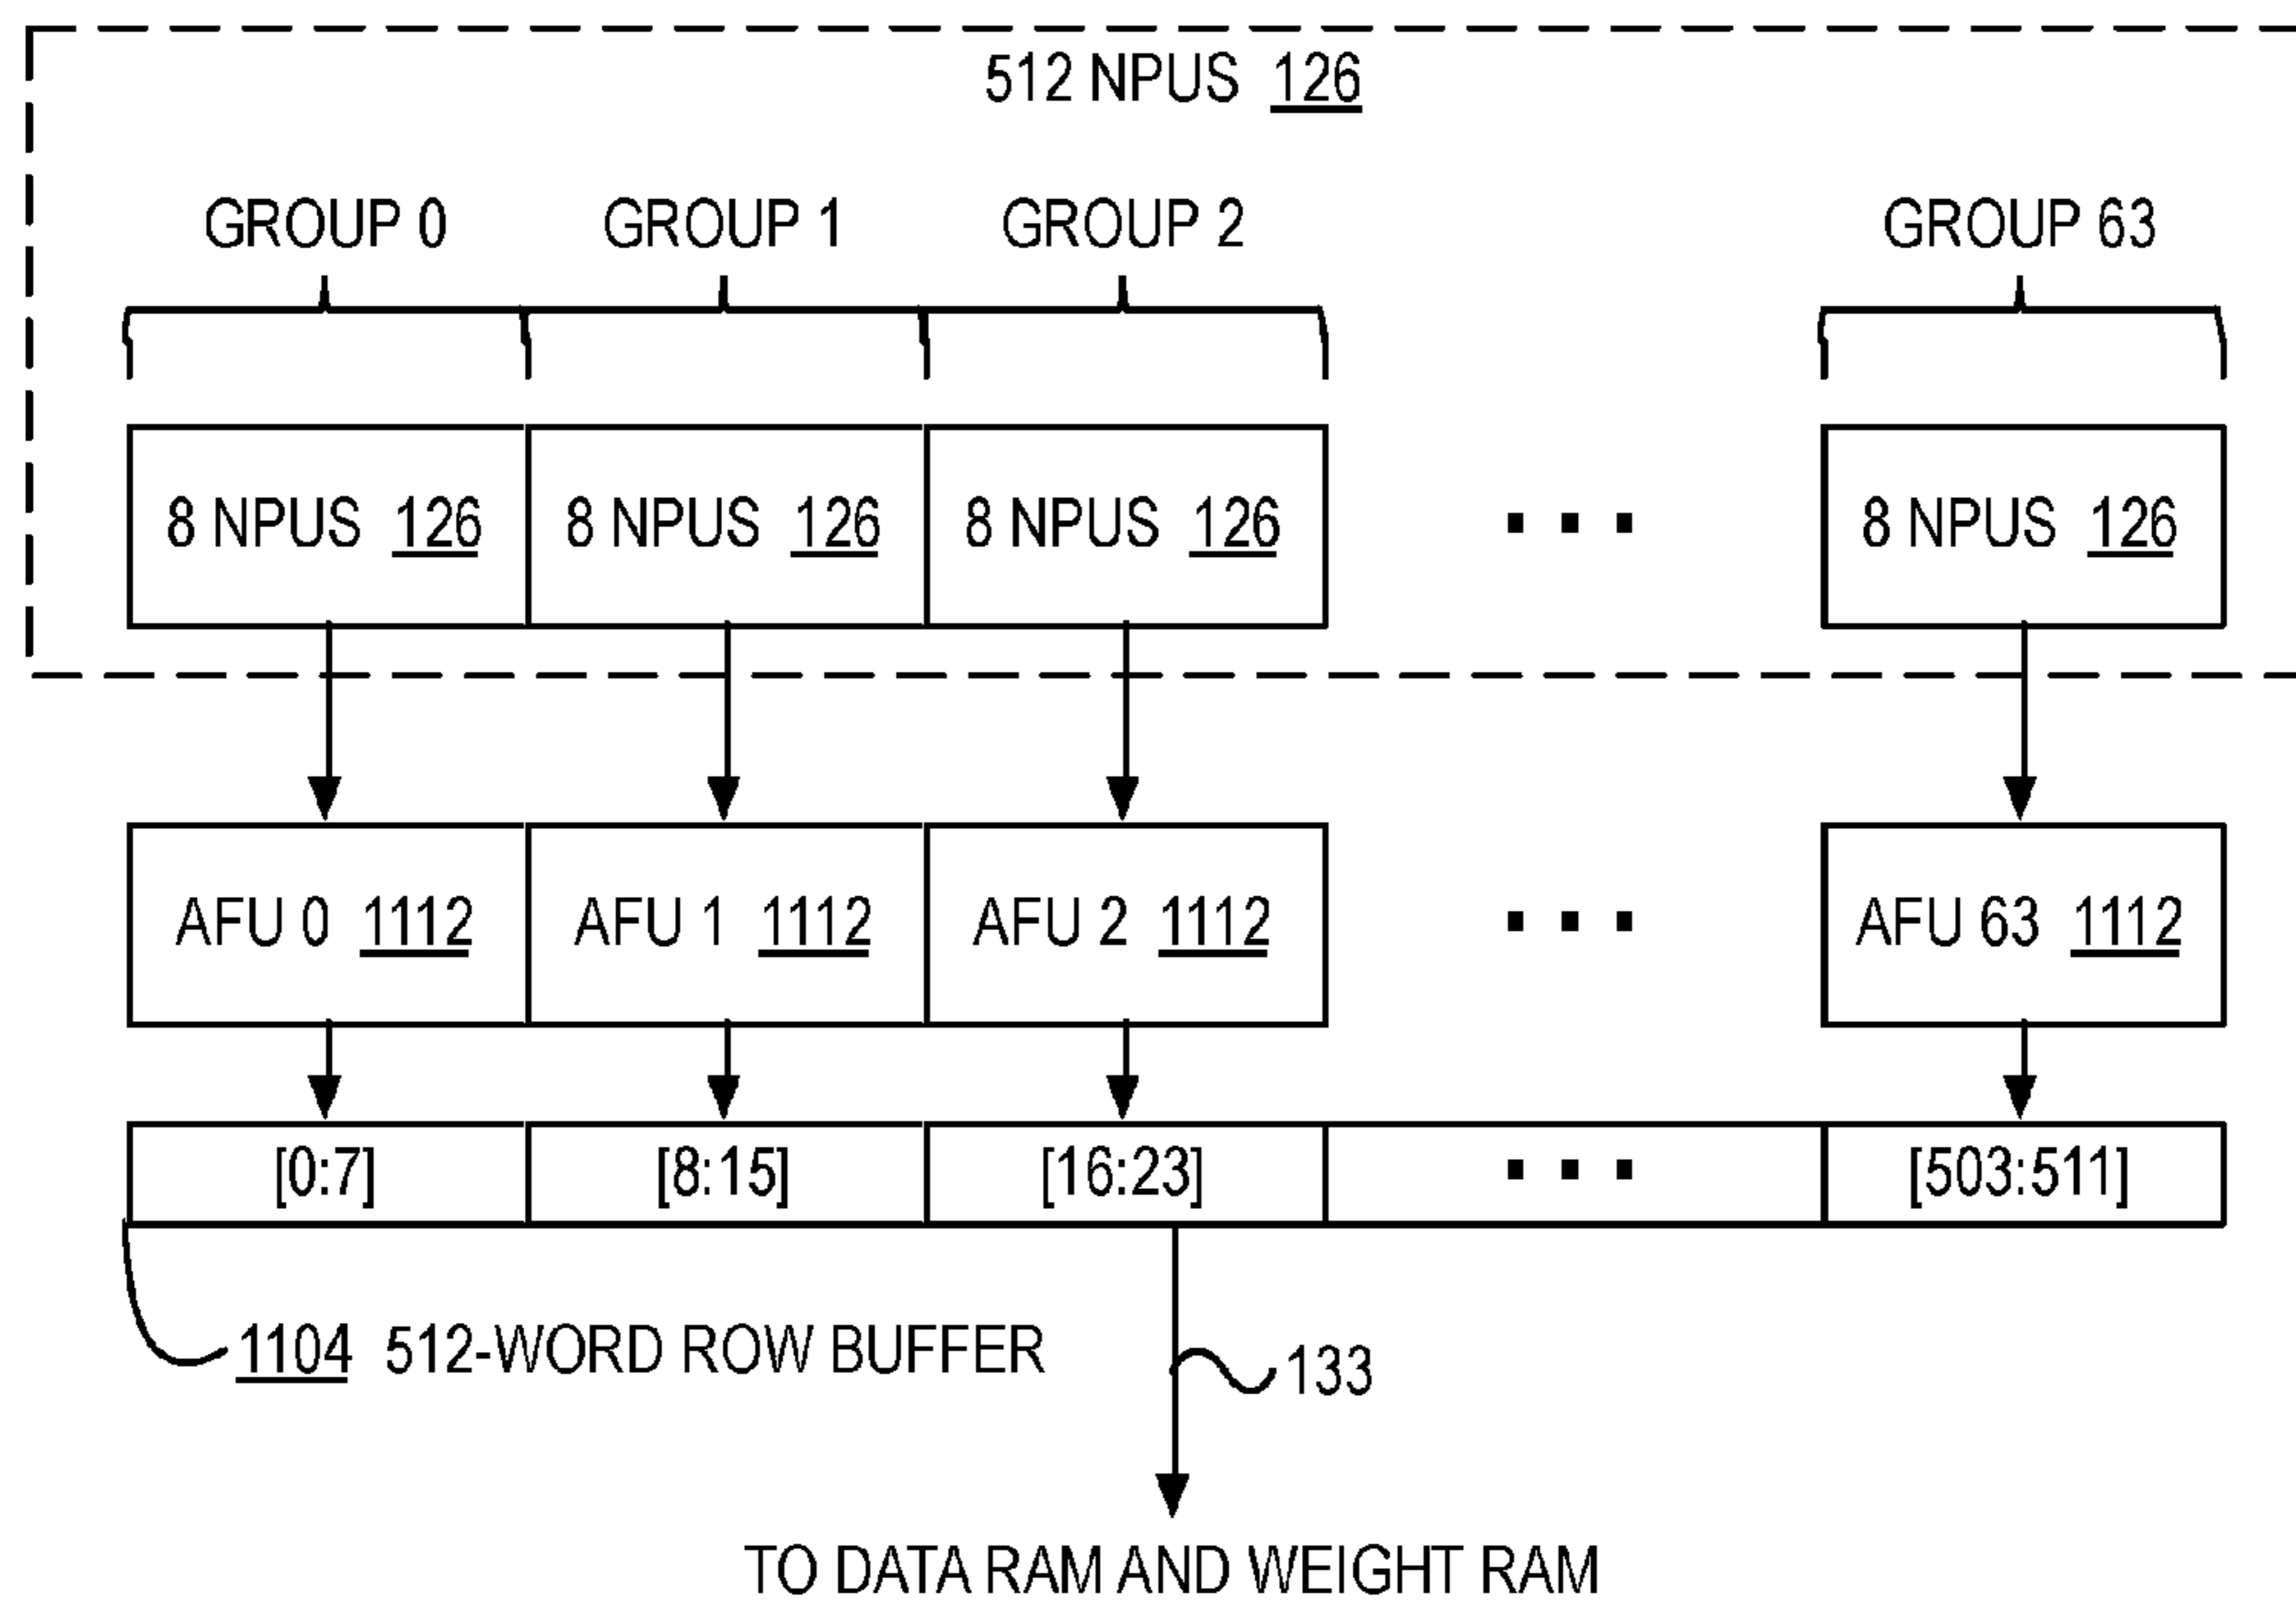 512 NPUS 126
GROUP 0 GROUP 1 GROUP 2 GROUP 63
8 NPUS 126 8 NPUS 126 8 NPUS 126 8 NPUS 126
AFU 0 1112 AFU 1 1112 AFU 2 1112 AFU 63 1112
[0:7] [8:15] [16:23] [503:511]
1104 512-WORD ROW BUFFER 133
TO DATA RAM AND WEIGHT RAM